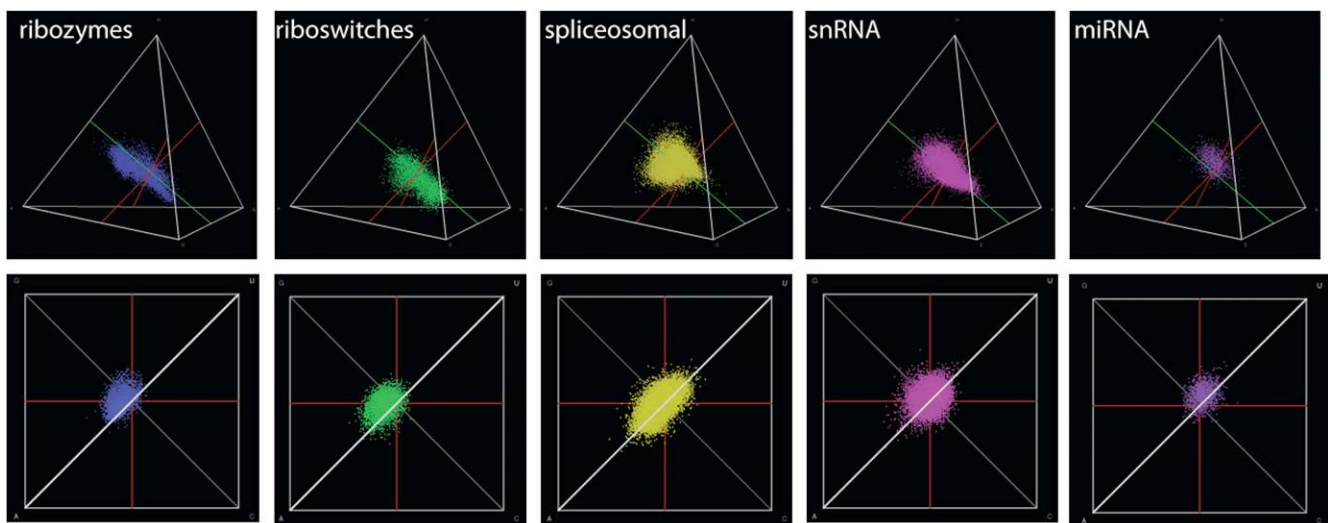 ribozymes
riboswitches
spliceosomal
snRNA
miRNA
G U
G U
G U
G U
G U
A C
A C
A C
A C
A C